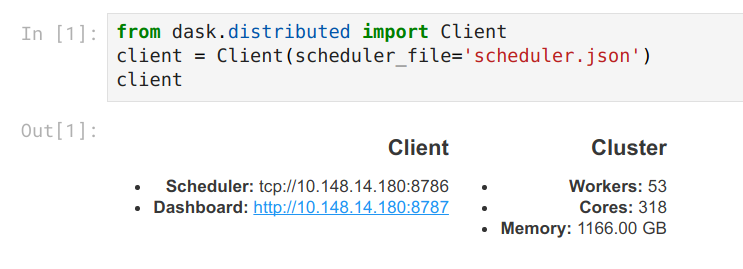 In [1]: from dask.distributed import Client
client = Client(scheduler_file='scheduler.json')
client
Out[1]:
Client
• Scheduler: tcp://10.148.14.180:8786
• Dashboard: http://10.148.14.180:8787
Cluster
• Workers: 53
• Cores: 318
• Memory: 1166.00 GB